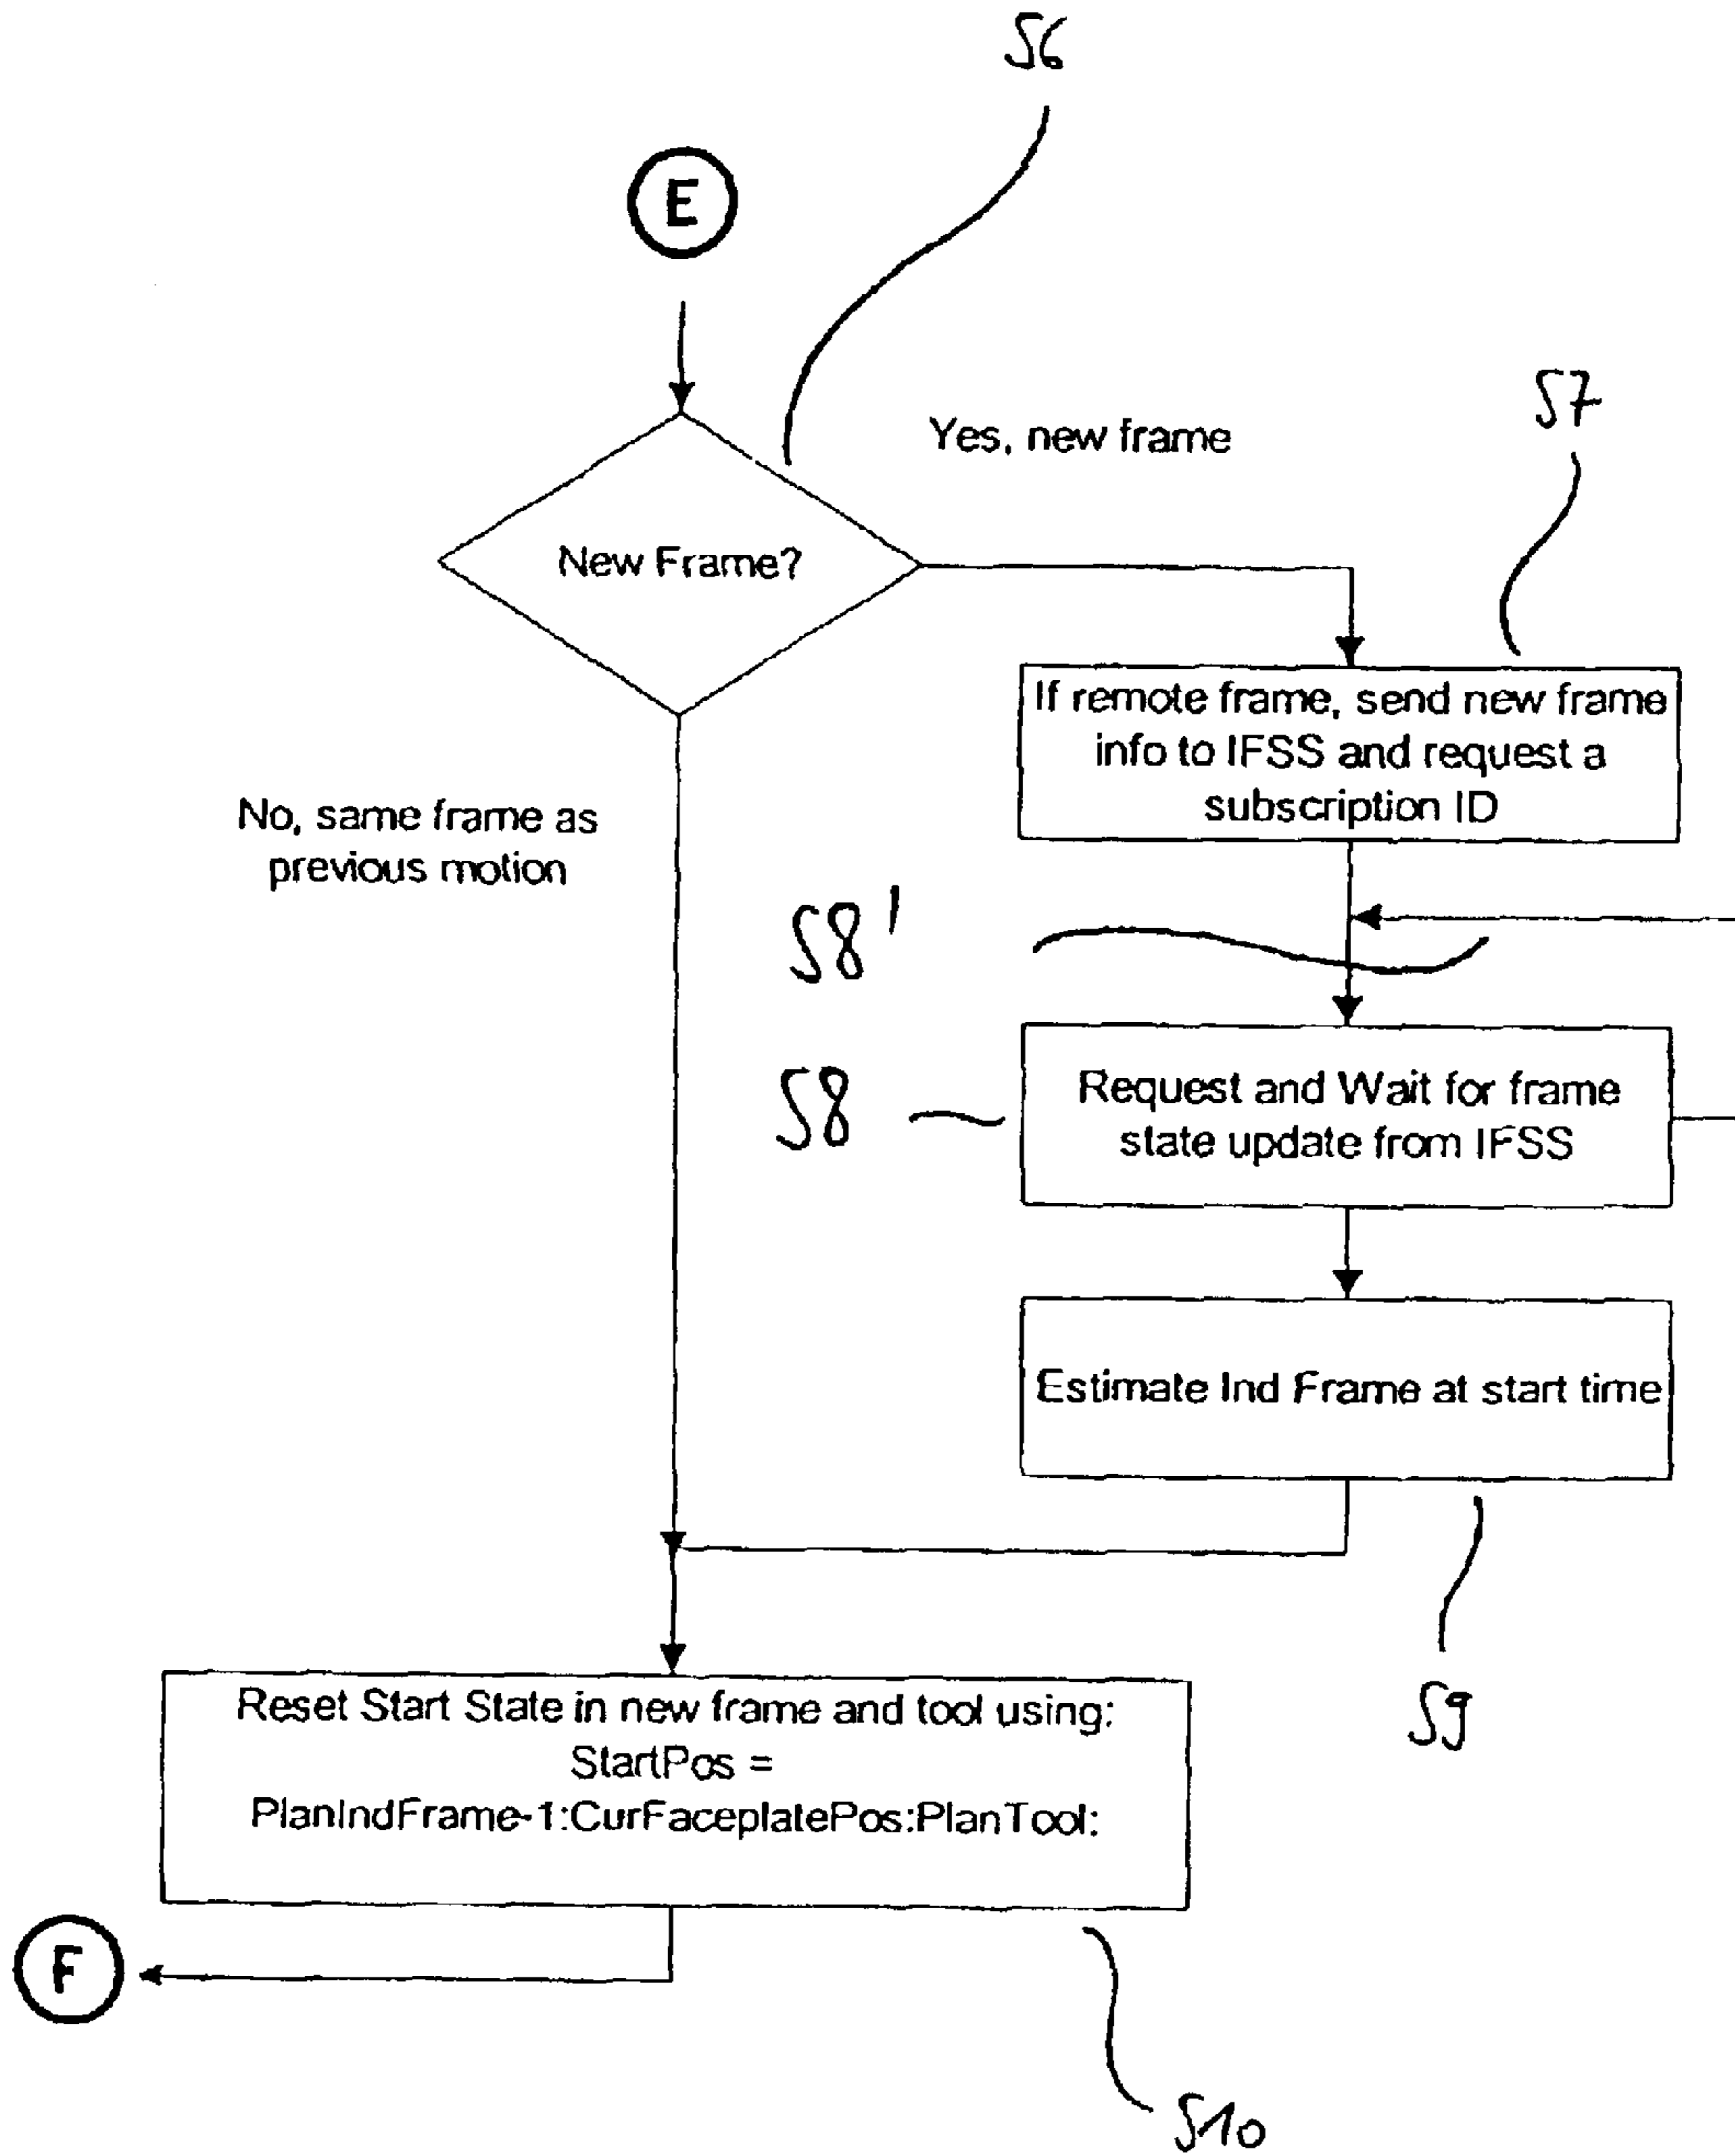 S6
E
Yes, new frame
S7
New Frame?
If remote frame, send new frame
info to IFSS and request a
subscription ID
No, same frame as
previous motion
S8'
S8
Request and Wait for frame
state update from IFSS
Estimate Ind Frame at start time
S9
Reset Start State in new frame and tool using:
StartPos =
PlanIndFrame-1:CurFaceplatePos:PlanTool:
F
S10